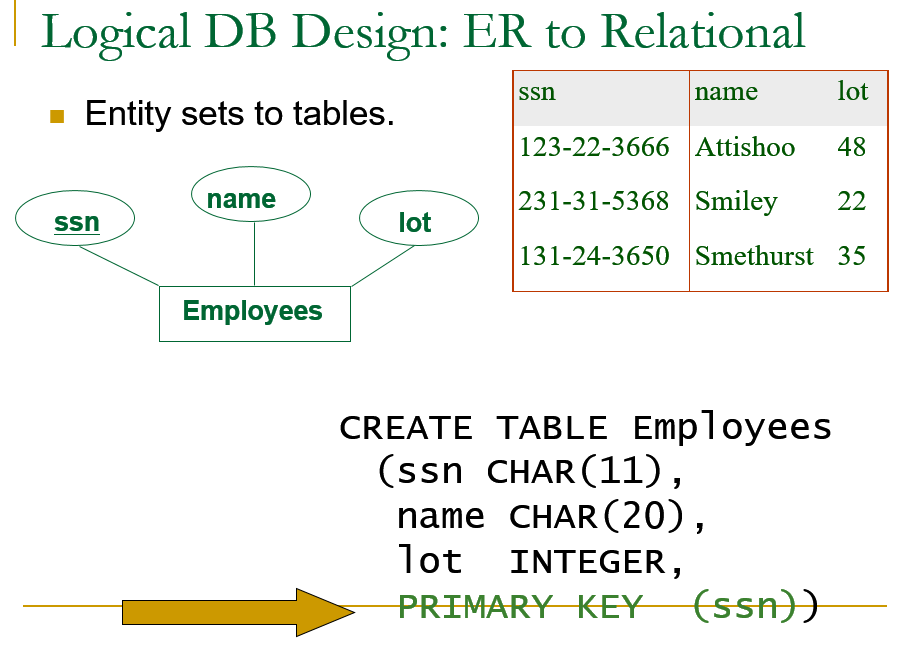 Logical DB Design: ER to Relational
Entity sets to tables.
ssn name lot
123-22-3666 Attishoo 48
231-31-5368 Smiley 22
131-24-3650 Smethurst 35
name
ssn
lot
Employees
CREATE TABLE Employees
(ssn CHAR(11),
name CHAR(20),
lot INTEGER,
PRIMARY KEY (ssn))